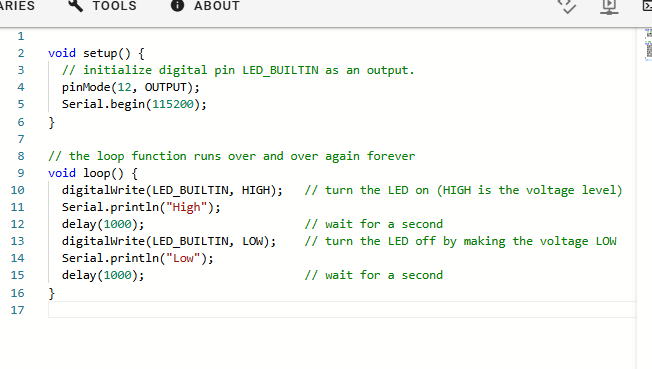 ARIES TOOLS ABOUT
1
2 void setup() {
3 // initialize digital pin LED_BUILTIN as an output.
4 pinMode(12, OUTPUT);
5 Serial.begin(115200);
6 }
7
8 // the loop function runs over and over again forever
9 void loop() {
10 digitalWrite(LED_BUILTIN, HIGH); // turn the LED on (HIGH is the voltage level)
11 Serial.println("High");
12 delay(1000); // wait for a second
13 digitalWrite(LED_BUILTIN, LOW); // turn the LED off by making the voltage LOW
14 Serial.println("Low");
15 delay(1000); // wait for a second
16 }
17